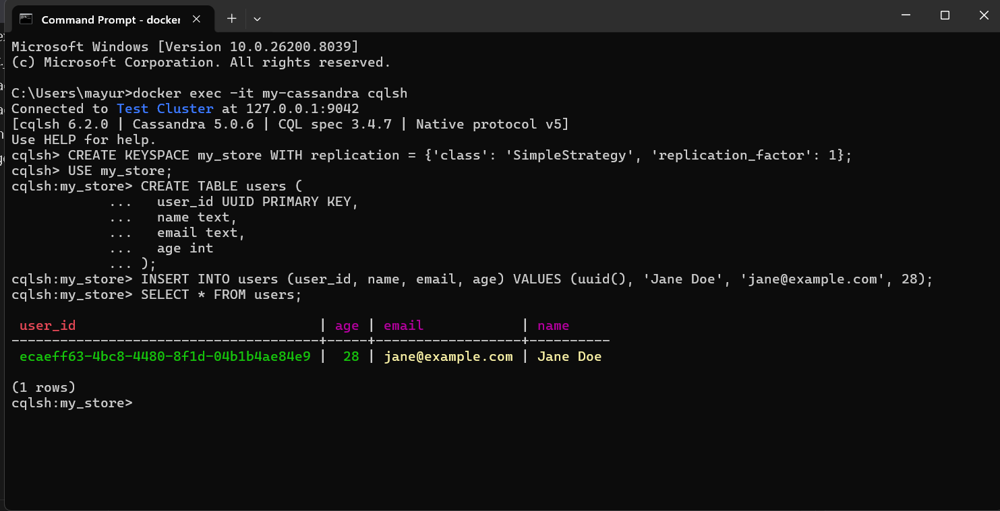 Command Prompt - docker
Microsoft Windows [Version 10.0.26200.8039]
(c) Microsoft Corporation. All rights reserved.
C:\Users\mayur>docker exec -it my-cassandra cqlsh
Connected to Test Cluster at 127.0.0.1:9042
[cqlsh 6.2.0 | Cassandra 5.0.6 | CQL spec 3.4.7 | Native protocol v5]
Use HELP for help.
cqlsh> CREATE KEYSPACE my_store WITH replication = {'class': 'SimpleStrategy', 'replication_factor': 1};
cqlsh> USE my_store;
cqlsh:my_store> CREATE TABLE users (
            ...   user_id UUID PRIMARY KEY,
            ...   name text,
            ...   email text,
            ...   age int
            ... );
cqlsh:my_store> INSERT INTO users (user_id, name, email, age) VALUES (uuid(), 'Jane Doe', 'jane@example.com', 28);
cqlsh:my_store> SELECT * FROM users;
 user_id                              | age | email            | name
--------------------------------------+-----+------------------+----------
 ecaeff63-4bc8-4480-8f1d-04b1b4ae84e9 |  28 | jane@example.com | Jane Doe
(1 rows)
cqlsh:my_store>